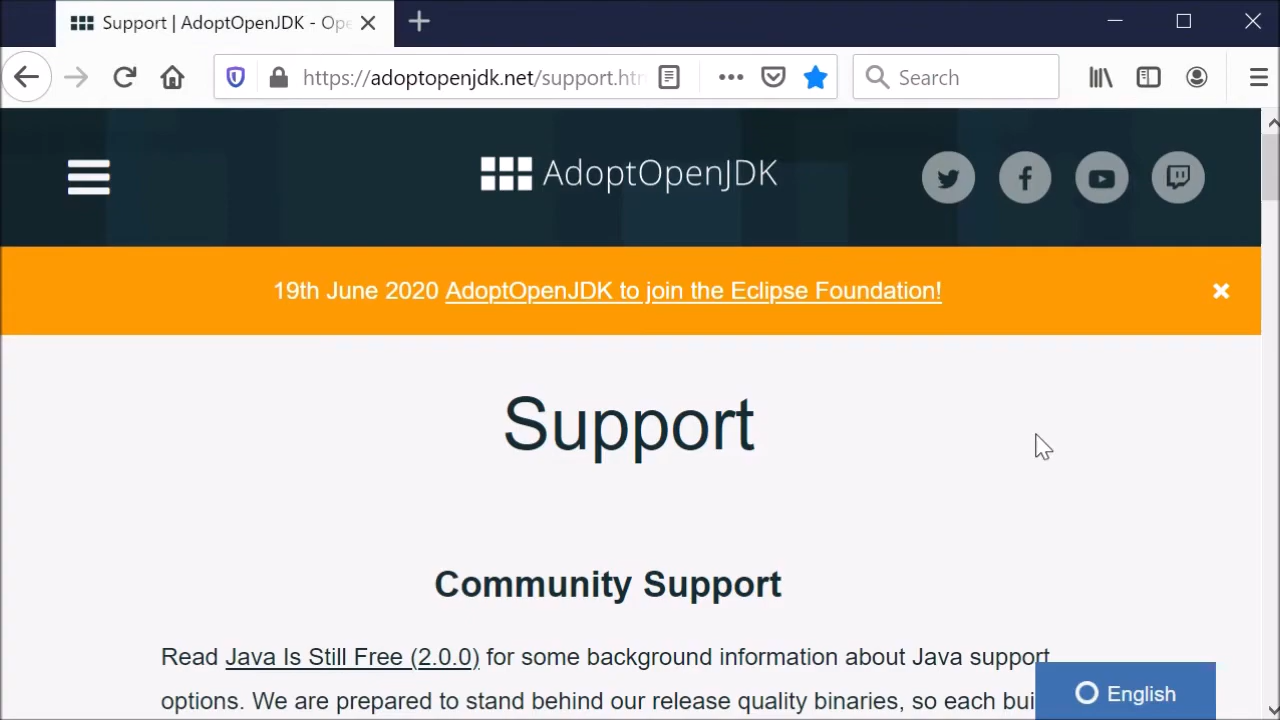 Support | AdoptOpenJDK - Ope
https://adoptopenjdk.net/support.htm
Search
AdoptOpenJDK
19th June 2020 AdoptOpenJDK to join the Eclipse Foundation!
Support
Community Support
Read Java Is Still Free (2.0.0) for some background information about Java support
options. We are prepared to stand behind our release quality binaries, so each bui
English